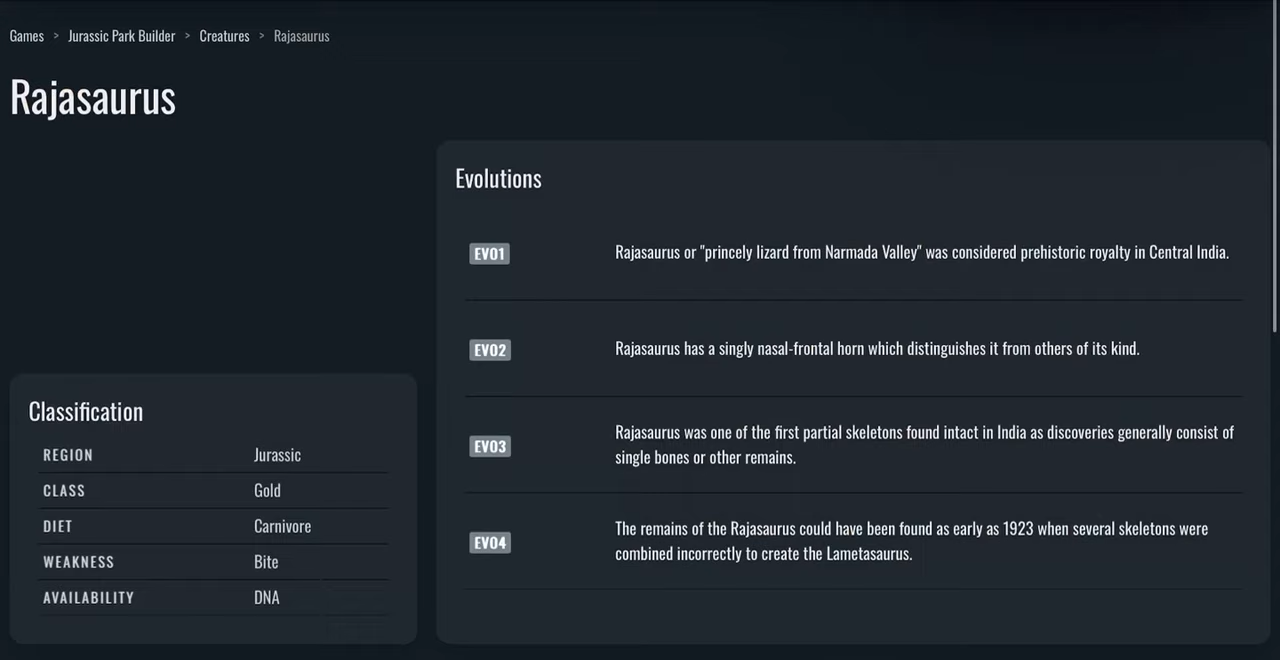 Games > Jurassic Park Builder > Creatures > Rajasaurus
Rajasaurus
Classification
REGION Jurassic
CLASS Gold
DIET Carnivore
WEAKNESS Bite
AVAILABILITY DNA
Evolutions
EVO1 Rajasaurus or "princely lizard from Narmada Valley" was considered prehistoric royalty in Central India.
EVO2 Rajasaurus has a singly nasal-frontal horn which distinguishes it from others of its kind.
EVO3 Rajasaurus was one of the first partial skeletons found intact in India as discoveries generally consist of
single bones or other remains.
EVO4 The remains of the Rajasaurus could have been found as early as 1923 when several skeletons were
combined incorrectly to create the Lametasaurus.